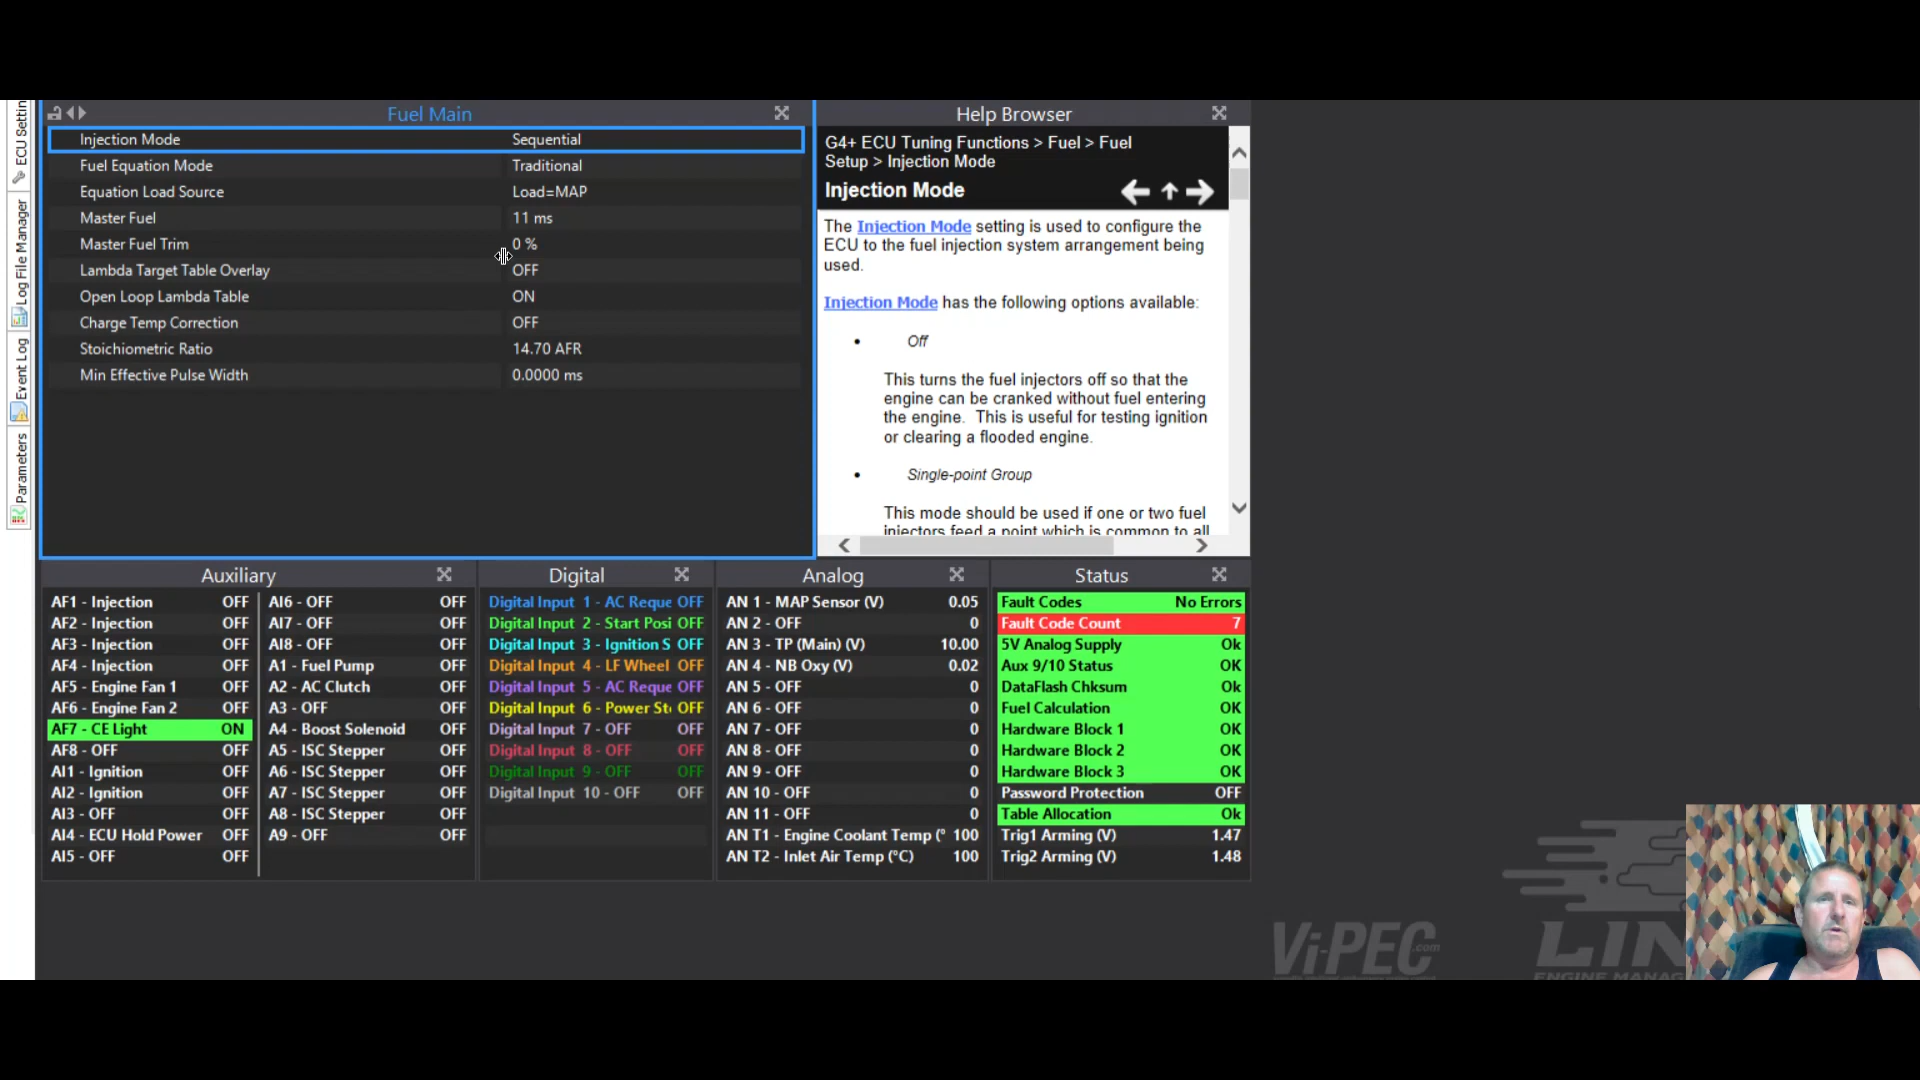 ECU Settin
Log File Manager
Event Log
Parameters
Fuel Main
Injection Mode Sequential
Fuel Equation Mode Traditional
Equation Load Source Load=MAP
Master Fuel 11 ms
Master Fuel Trim 0 %
Lambda Target Table Overlay OFF
Open Loop Lambda Table ON
Charge Temp Correction OFF
Stoichiometric Ratio 14.70 AFR
Min Effective Pulse Width 0.0000 ms
Help Browser
G4+ ECU Tuning Functions > Fuel > Fuel
Setup > Injection Mode
Injection Mode
The Injection Mode setting is used to configure the
ECU to the fuel injection system arrangement being
used.
Injection Mode has the following options available:
• Off
This turns the fuel injectors off so that the
engine can be cranked without fuel entering
the engine. This is useful for testing ignition
or clearing a flooded engine.
• Single-point Group
This mode should be used if one or two fuel
injectors feed a point which is common to all
Auxiliary
AF1 - Injection OFF
AF2 - Injection OFF
AF3 - Injection OFF
AF4 - Injection OFF
AF5 - Engine Fan 1 OFF
AF6 - Engine Fan 2 OFF
AF7 - CE Light ON
AF8 - OFF OFF
AI1 - Ignition OFF
AI2 - Ignition OFF
AI3 - OFF OFF
AI4 - ECU Hold Power OFF
AI5 - OFF OFF
AI6 - OFF OFF
AI7 - OFF OFF
AI8 - OFF OFF
A1 - Fuel Pump OFF
A2 - AC Clutch OFF
A3 - OFF OFF
A4 - Boost Solenoid OFF
A5 - ISC Stepper OFF
A6 - ISC Stepper OFF
A7 - ISC Stepper OFF
A8 - ISC Stepper OFF
A9 - OFF OFF
Digital
Digital Input 1 - AC Reque OFF
Digital Input 2 - Start Posi OFF
Digital Input 3 - Ignition S OFF
Digital Input 4 - LF Wheel OFF
Digital Input 5 - AC Reque OFF
Digital Input 6 - Power St OFF
Digital Input 7 - OFF OFF
Digital Input 8 - OFF OFF
Digital Input 9 - OFF OFF
Digital Input 10 - OFF OFF
Analog
AN 1 - MAP Sensor (V) 0.05
AN 2 - OFF 0
AN 3 - TP (Main) (V) 10.00
AN 4 - NB Oxy (V) 0.02
AN 5 - OFF 0
AN 6 - OFF 0
AN 7 - OFF 0
AN 8 - OFF 0
AN 9 - OFF 0
AN 10 - OFF 0
AN 11 - OFF 0
AN T1 - Engine Coolant Temp (° 100
AN T2 - Inlet Air Temp (°C) 100
Status
Fault Codes No Errors
Fault Code Count 7
5V Analog Supply Ok
Aux 9/10 Status OK
DataFlash Chksum Ok
Fuel Calculation OK
Hardware Block 1 OK
Hardware Block 2 OK
Hardware Block 3 OK
Password Protection OFF
Table Allocation Ok
Trig1 Arming (V) 1.47
Trig2 Arming (V) 1.48
Vi-PEC.com
LIN
ENGINE MANAG